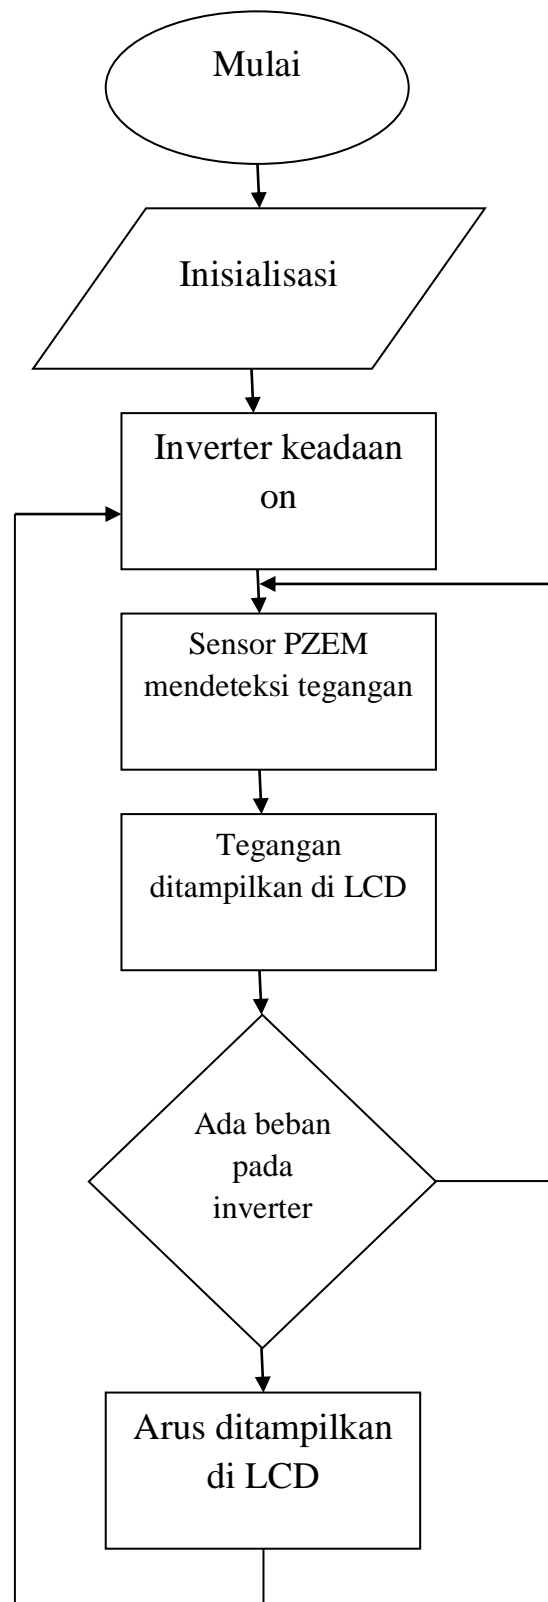 Mulai
Inisialisasi
Inverter keadaan
on
Sensor PZEM
mendeteksi tegangan
Tegangan
ditampilkan di LCD
Ada beban
pada
inverter
Arus ditampilkan
di LCD